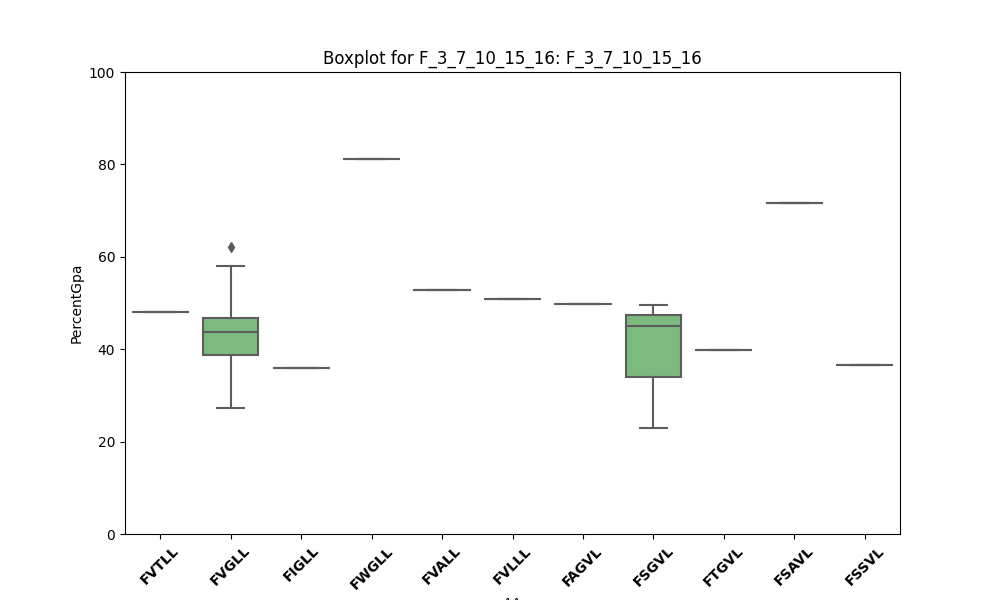 Boxplot for F_3_7_10_15_16: F_3_7_10_15_16
100
80
60
40
20
0
PercentGpa
FVTLL
FVGLL
FIGLL
FWGLL
FVALL
FVLLL
FAGVL
FSGVL
FTGVL
FSAVL
FSSVL